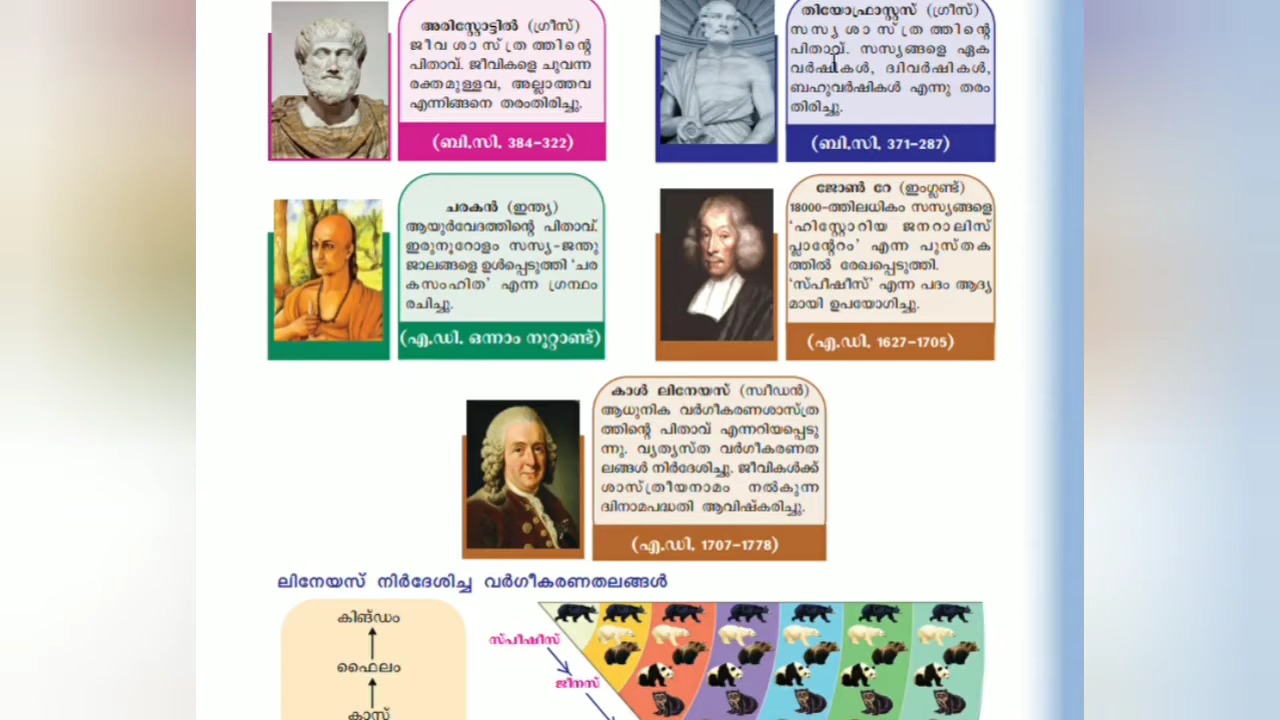 അരിസ്റ്റോട്ടിൽ (ഗ്രീസ്)
ജീവശാസ്ത്രത്തിന്റെ
പിതാവ്. ജീവികളെ ചുവന്ന
രക്തമുള്ളവ, അല്ലാത്തവ
എന്നിങ്ങനെ തരംതിരിച്ചു.
(ബി.സി. 384-322)
തിയോഫ്രാസ്റ്റസ് (ഗ്രീസ്)
സസ്യശാസ്ത്രത്തിന്റെ
പിതാവ്. സസ്യങ്ങളെ ഏക
വർഷികൾ, ദ്വിവർഷികൾ,
ബഹുവർഷികൾ എന്നു തരം
തിരിച്ചു.
(ബി.സി. 371-287)
ചരകൻ (ഇന്ത്യ)
ആയുർവേദത്തിന്റെ പിതാവ്.
ഇരുനൂറോളം സസ്യ-ജന്തു
ജാലങ്ങളെ ഉൾപ്പെടുത്തി ‘ചര
കസംഹിത’ എന്ന ഗ്രന്ഥം
രചിച്ചു.
(എ.ഡി. ഒന്നാം നൂറ്റാണ്ട്)
ജോൺ റേ (ഇംഗ്ലണ്ട്)
18000-ത്തിലധികം സസ്യങ്ങളെ
‘ഹിസ്റ്റോറിയ ജനറാലിസ്
പ്ലാന്റേറം’ എന്ന പുസ്തക
ത്തിൽ രേഖപ്പെടുത്തി.
‘സ്പീഷീസ്’ എന്ന പദം ആദ്യ
മായി ഉപയോഗിച്ചു.
(എ.ഡി. 1627-1705)
കാൾ ലിനേയസ് (സ്വീഡൻ)
ആധുനിക വർഗീകരണശാസ്ത്ര
ത്തിന്റെ പിതാവ് എന്നറിയപ്പെടു
ന്നു. വ്യത്യസ്ത വർഗീകരണത
ലങ്ങൾ നിർദേശിച്ചു. ജീവികൾക്ക്
ശാസ്ത്രീയനാമം നൽകുന്ന
ദ്വിനാമപദ്ധതി ആവിഷ്കരിച്ചു.
(എ.ഡി. 1707-1778)
ലിനേയസ് നിർദേശിച്ച വർഗീകരണതലങ്ങൾ
കിങ്ഡം
ഫൈലം
സ്പീഷീസ്
ജീനസ്